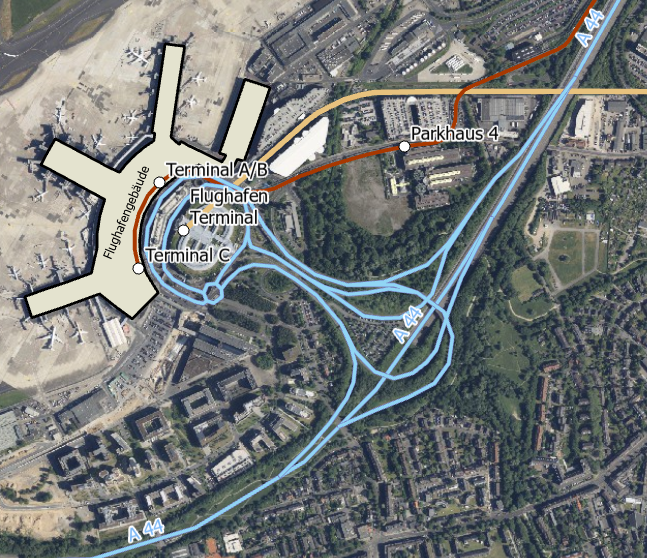 A 44
Parkhaus 4
Terminal A/B
Flughafen
Terminal
Flughafengebäude
Terminal C
A 44
A 44